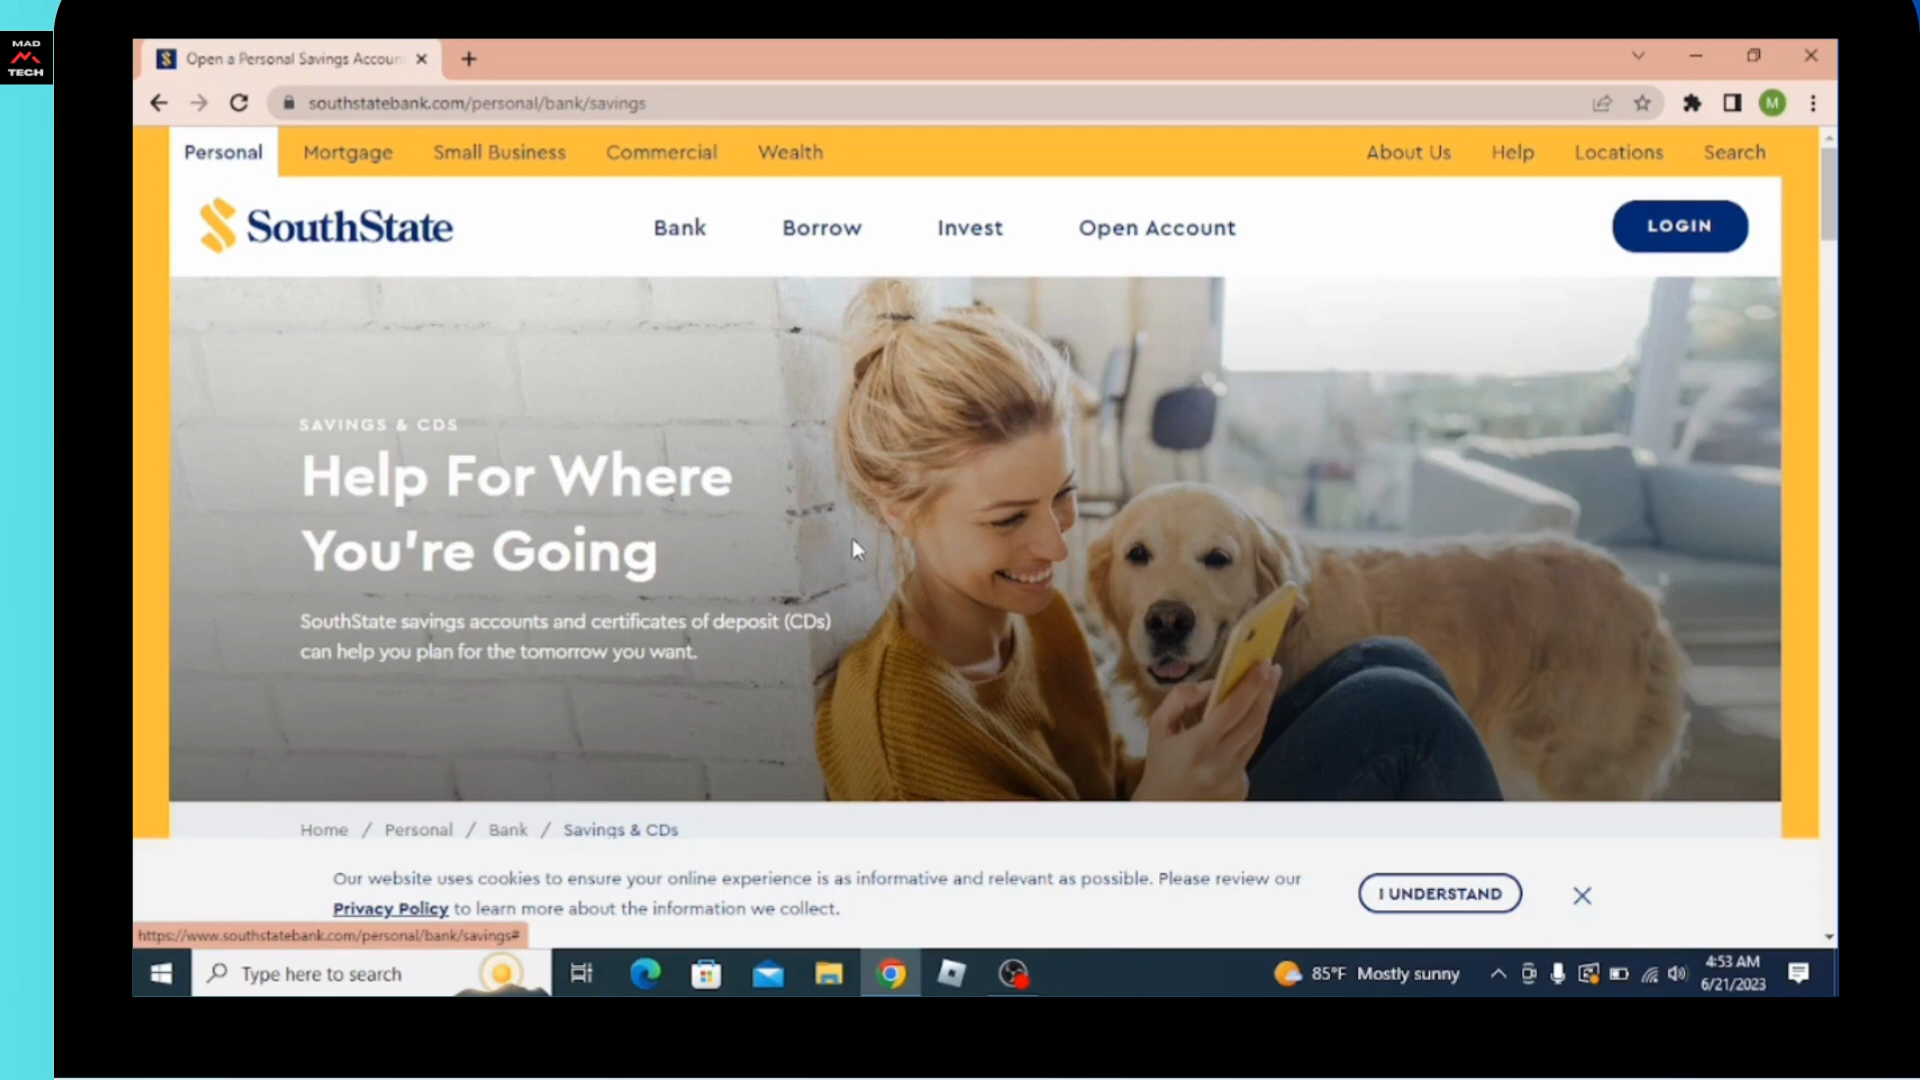 MAD
TECH
Open a Personal Savings Accoun
southstatebank.com/personal/bank/savings
M
Personal Mortgage Small Business Commercial Wealth About Us Help Locations Search
SouthState Bank Borrow Invest Open Account LOGIN
SAVINGS & CDS
Help For Where
You're Going
SouthState savings accounts and certificates of deposit (CDs)
can help you plan for the tomorrow you want.
Home / Personal / Bank / Savings & CDs
Our website uses cookies to ensure your online experience is as informative and relevant as possible. Please review our
Privacy Policy to learn more about the information we collect.
I UNDERSTAND
https://www.southstatebank.com/personal/bank/savings#
Type here to search
85°F Mostly sunny
4:53 AM
6/21/2023